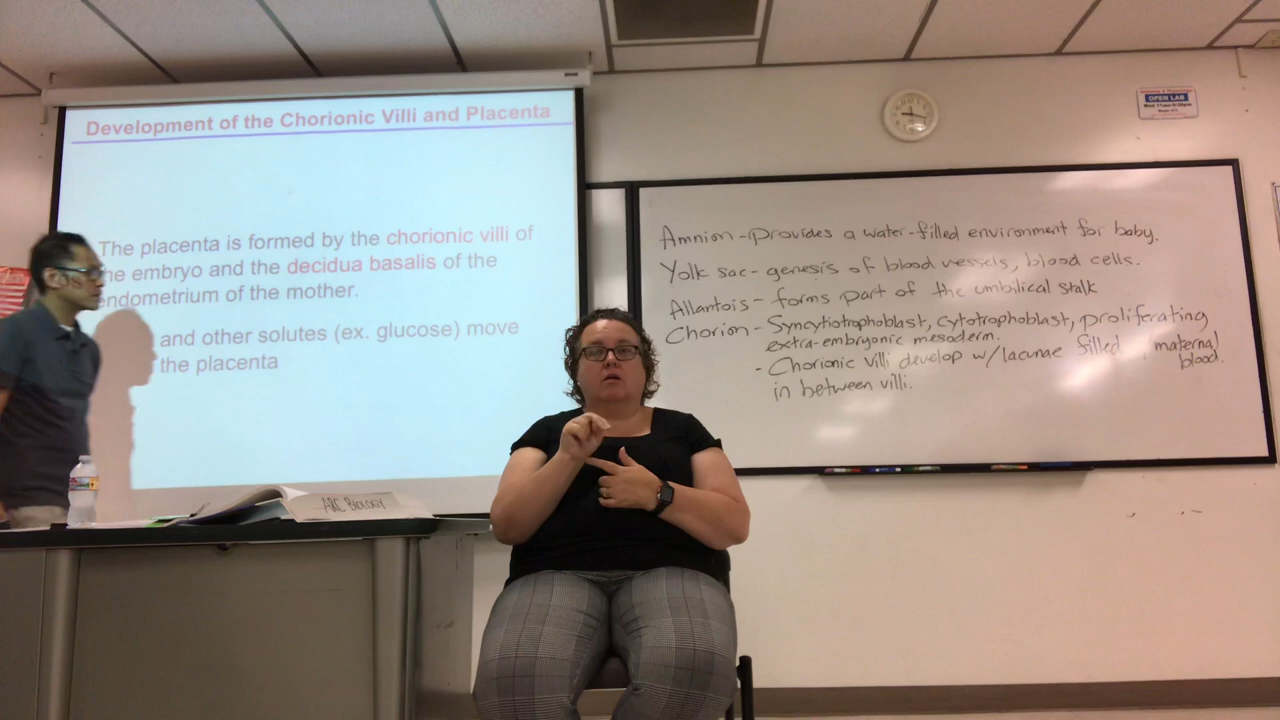 Development of the Chorionic Villi and Placenta
The placenta is formed by the chorionic villi of
he embryo and the decidua basalis of the
endometrium of the mother.
and other solutes (ex. glucose) move
the placenta
ARC BIOLOGY
OPEN LAB
Amnion - provides a water-filled environment for baby.
Yolk sac - genesis of blood vessels, blood cells.
Allantois - forms part of the umbilical stalk
Chorion - Syncytiotrophoblast, cytotrophoblast, proliferating
extra-embryonic mesoderm.
- Chorionic Villi develop w/ lacunae filled maternal
blood.
in between villi.